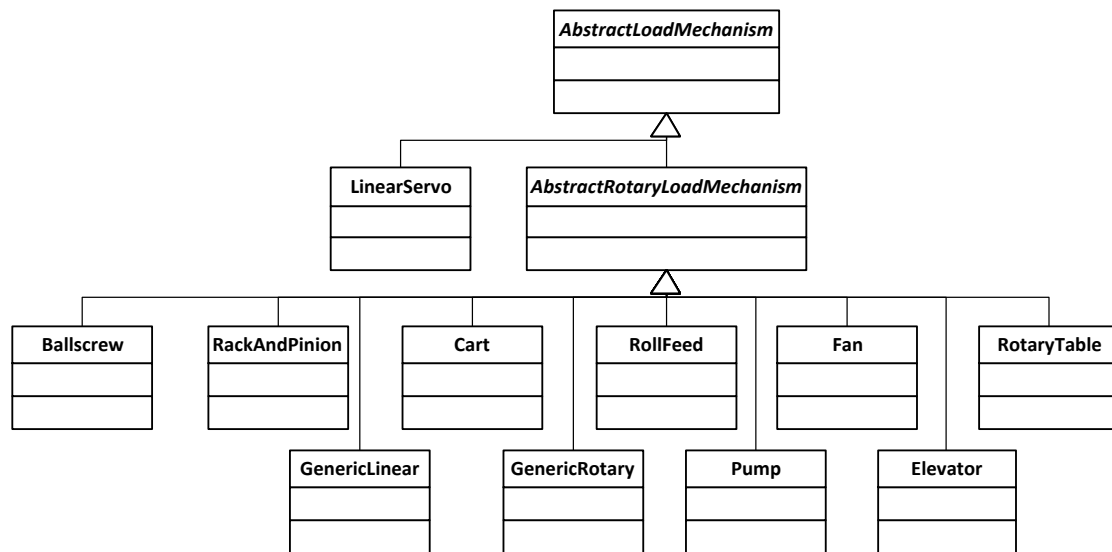 AbstractLoadMechanism
LinearServo
AbstractRotaryLoadMechanism
Ballscrew
RackAndPinion
Cart
RollFeed
Fan
RotaryTable
GenericLinear
GenericRotary
Pump
Elevator